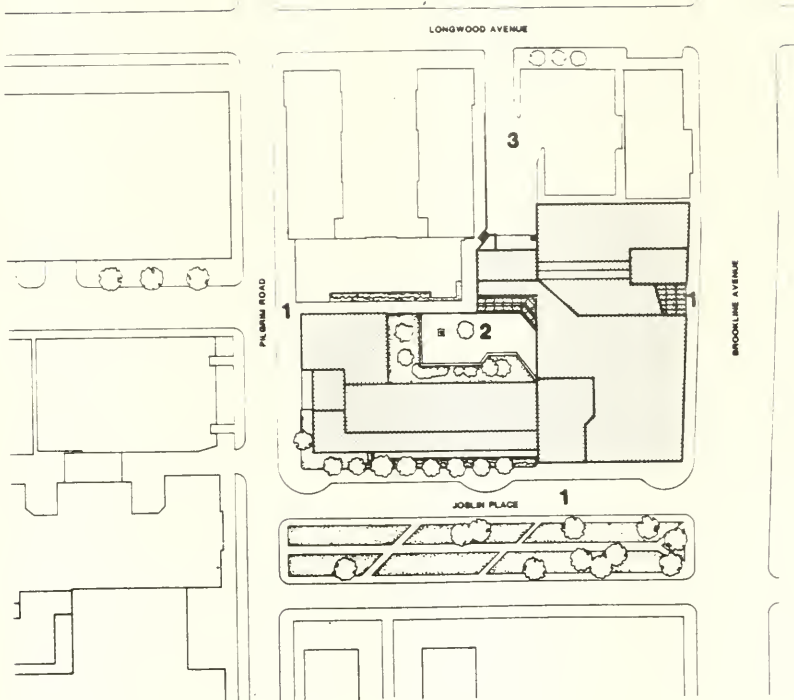 LONGWOOD AVENUE
3
PILGRIM ROAD
1
2
1
BROOKLINE AVENUE
1
JOSLIN PLACE